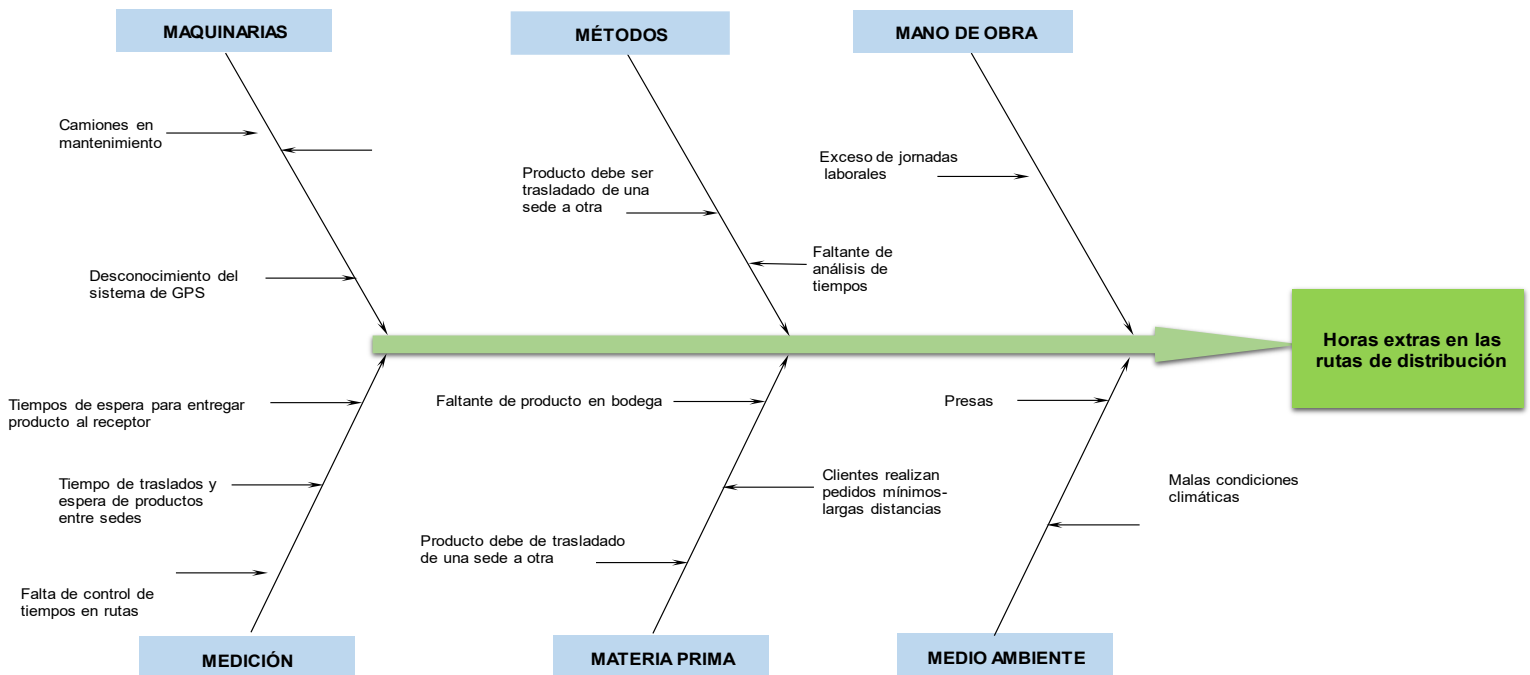 MAQUINARIAS
MÉTODOS
MANO DE OBRA
Camiones en
mantenimiento
Exceso de jornadas
laborales
Producto debe ser
trasladado de una
sede a otra
Faltante de
análisis de
tiempos
Desconocimiento del
sistema de GPS
Horas extras en las
rutas de distribución
Tiempos de espera para entregar
producto al receptor
Faltante de producto en bodega
Presas
Tiempo de traslados y
espera de productos
entre sedes
Clientes realizan
pedidos mínimos-
largas distancias
Malas condiciones
climáticas
Producto debe de trasladado
de una sede a otra
Falta de control de
tiempos en rutas
MEDICIÓN
MATERIA PRIMA
MEDIO AMBIENTE